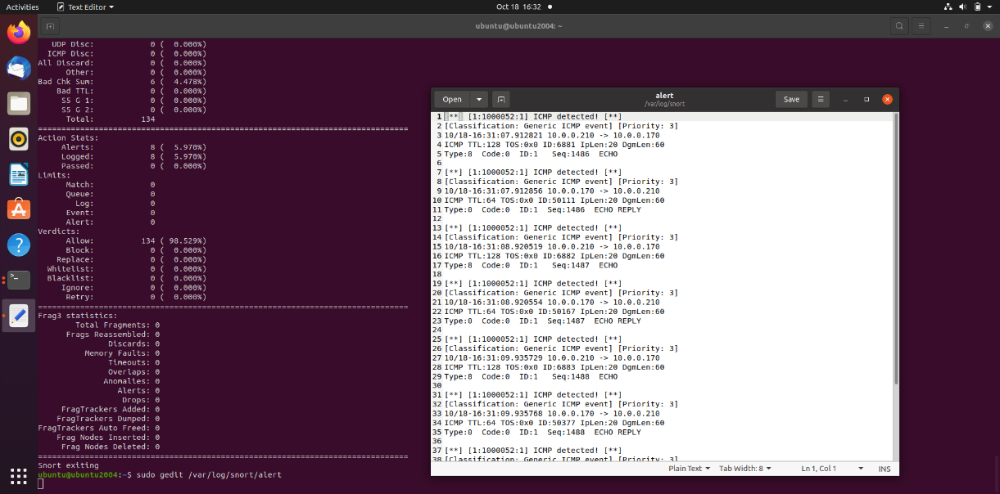 Activities
Text Editor
Oct 18 16:32
ubuntu@ubuntu2004: ~
UDP Disc: 0 ( 0.000%)
ICMP Disc: 0 ( 0.000%)
All Discard: 0 ( 0.000%)
Other: 0 ( 0.000%)
Bad Chk Sum: 6 ( 4.478%)
Bad TTL: 0 ( 0.000%)
S5 G 1: 0 ( 0.000%)
S5 G 2: 0 ( 0.000%)
Total: 134
===============================================================================
Action Stats:
Alerts: 8 ( 5.970%)
Logged: 8 ( 5.970%)
Passed: 0 ( 0.000%)
Limits:
Match: 0
Queue: 0
Log: 0
Event: 0
Alert: 0
Verdicts:
Allow: 134 ( 98.529%)
Block: 0 ( 0.000%)
Replace: 0 ( 0.000%)
Whitelist: 0 ( 0.000%)
Blacklist: 0 ( 0.000%)
Ignore: 0 ( 0.000%)
Retry: 0 ( 0.000%)
===============================================================================
Frag3 statistics:
Total Fragments: 0
Frags Reassembled: 0
Discards: 0
Memory Faults: 0
Timeouts: 0
Overlaps: 0
Anomalies: 0
Alerts: 0
Drops: 0
FragTrackers Added: 0
FragTrackers Dumped: 0
FragTrackers Auto Freed: 0
Frag Nodes Inserted: 0
Frag Nodes Deleted: 0
===============================================================================
Snort exiting
ubuntu@ubuntu2004:~$ sudo gedit /var/log/snort/alert
Open
alert
/var/log/snort
Save
1 [**] [1:1000052:1] ICMP detected! [**]
2 [Classification: Generic ICMP event] [Priority: 3]
3 10/18-16:31:07.912821 10.0.0.210 -> 10.0.0.170
4 ICMP TTL:128 TOS:0x0 ID:6881 IpLen:20 DgmLen:60
5 Type:8 Code:0 ID:1 Seq:1486 ECHO
6
7 [**] [1:1000052:1] ICMP detected! [**]
8 [Classification: Generic ICMP event] [Priority: 3]
9 10/18-16:31:07.912856 10.0.0.170 -> 10.0.0.210
10 ICMP TTL:64 TOS:0x0 ID:50111 IpLen:20 DgmLen:60
11 Type:0 Code:0 ID:1 Seq:1486 ECHO REPLY
12
13 [**] [1:1000052:1] ICMP detected! [**]
14 [Classification: Generic ICMP event] [Priority: 3]
15 10/18-16:31:08.920519 10.0.0.210 -> 10.0.0.170
16 ICMP TTL:128 TOS:0x0 ID:6882 IpLen:20 DgmLen:60
17 Type:8 Code:0 ID:1 Seq:1487 ECHO
18
19 [**] [1:1000052:1] ICMP detected! [**]
20 [Classification: Generic ICMP event] [Priority: 3]
21 10/18-16:31:08.920554 10.0.0.170 -> 10.0.0.210
22 ICMP TTL:64 TOS:0x0 ID:50167 IpLen:20 DgmLen:60
23 Type:0 Code:0 ID:1 Seq:1487 ECHO REPLY
24
25 [**] [1:1000052:1] ICMP detected! [**]
26 [Classification: Generic ICMP event] [Priority: 3]
27 10/18-16:31:09.935729 10.0.0.210 -> 10.0.0.170
28 ICMP TTL:128 TOS:0x0 ID:6883 IpLen:20 DgmLen:60
29 Type:8 Code:0 ID:1 Seq:1488 ECHO
30
31 [**] [1:1000052:1] ICMP detected! [**]
32 [Classification: Generic ICMP event] [Priority: 3]
33 10/18-16:31:09.935768 10.0.0.170 -> 10.0.0.210
34 ICMP TTL:64 TOS:0x0 ID:50377 IpLen:20 DgmLen:60
35 Type:0 Code:0 ID:1 Seq:1488 ECHO REPLY
36
37 [**] [1:1000052:1] ICMP detected! [**]
38 [Classification: Generic ICMP event] [Priority: 3]
Plain Text
Tab Width: 8
Ln 1, Col 1
INS